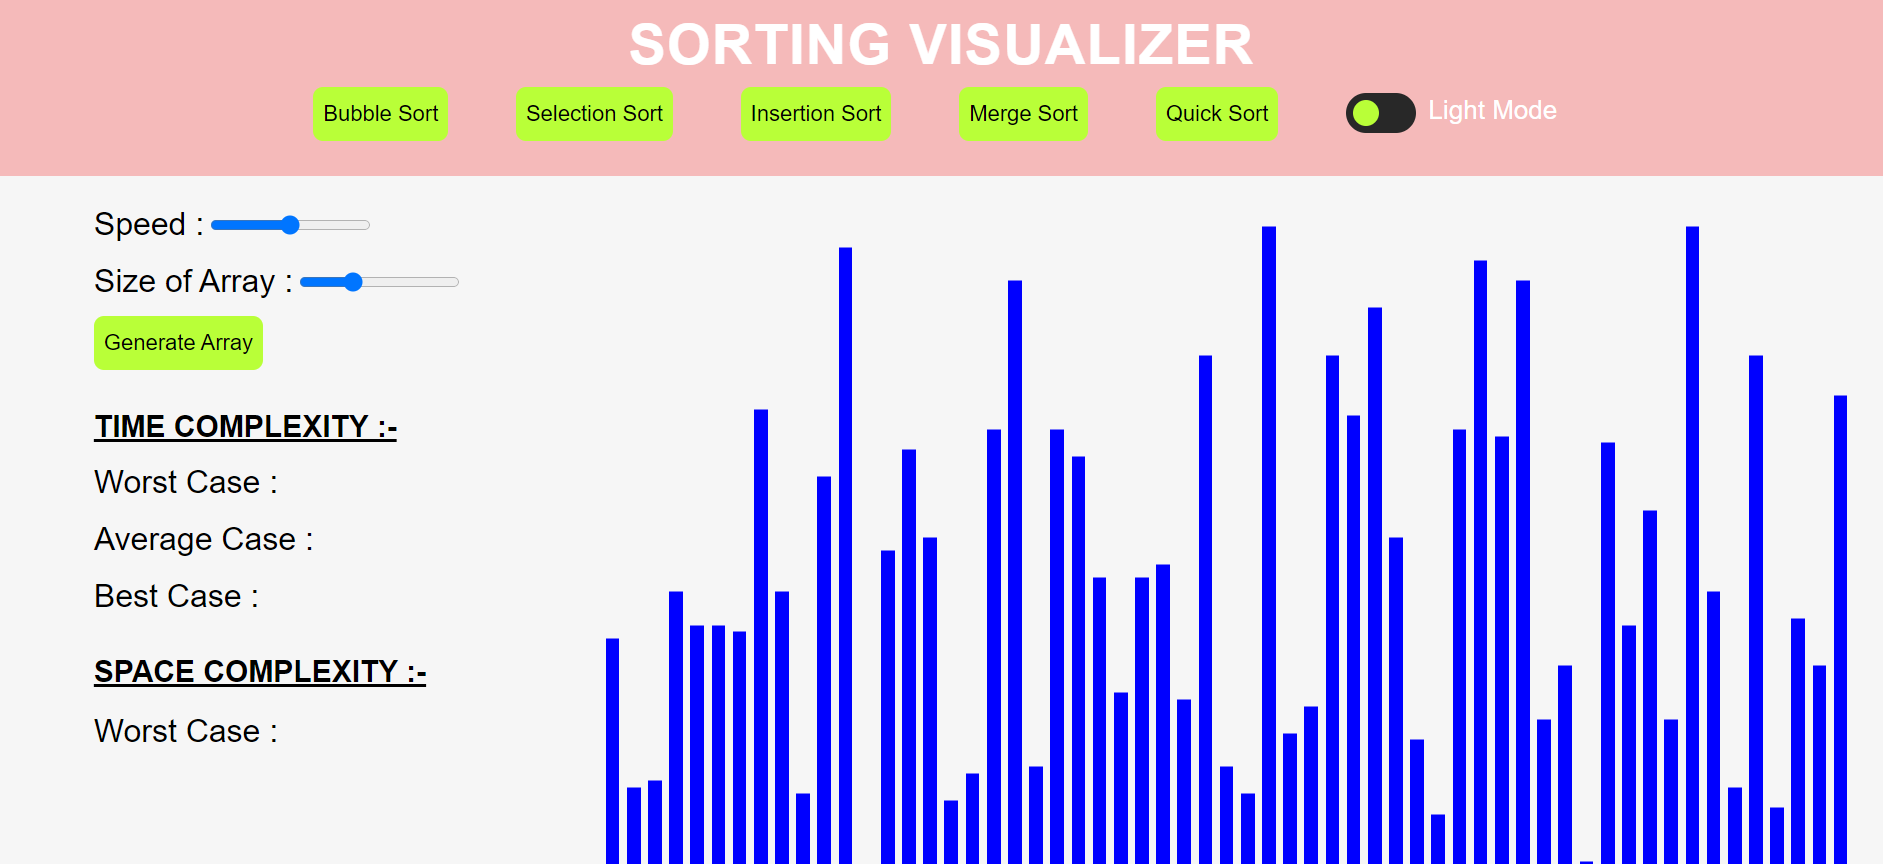 SORTING VISUALIZER
Bubble Sort Selection Sort Insertion Sort Merge Sort Quick Sort Light Mode
Speed :
Size of Array :
Generate Array
TIME COMPLEXITY :-
Worst Case :
Average Case :
Best Case :
SPACE COMPLEXITY :-
Worst Case :